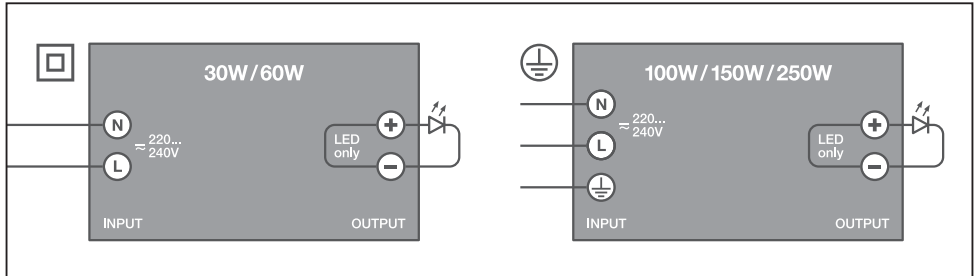 30W / 60W
N
≂ 220...
240V
L
LED
only
+
−
INPUT
OUTPUT
100W / 150W / 250W
N
≂ 220...
240V
L
LED
only
+
−
INPUT
OUTPUT